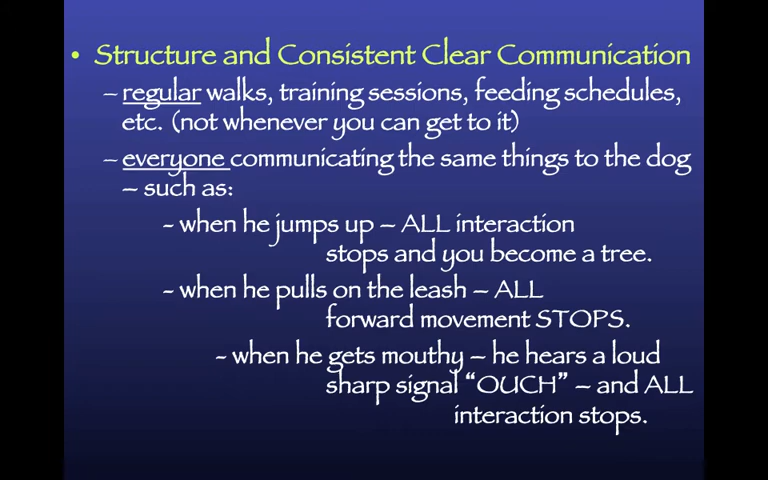 • Structure and Consistent Clear Communication
– regular walks, training sessions, feeding schedules,
etc. (not whenever you can get to it)
– everyone communicating the same things to the dog
– such as:
- when he jumps up – ALL interaction
stops and you become a tree.
- when he pulls on the leash – ALL
forward movement STOPS.
- when he gets mouthy – he hears a loud
sharp signal “OUCH” – and ALL
interaction stops.